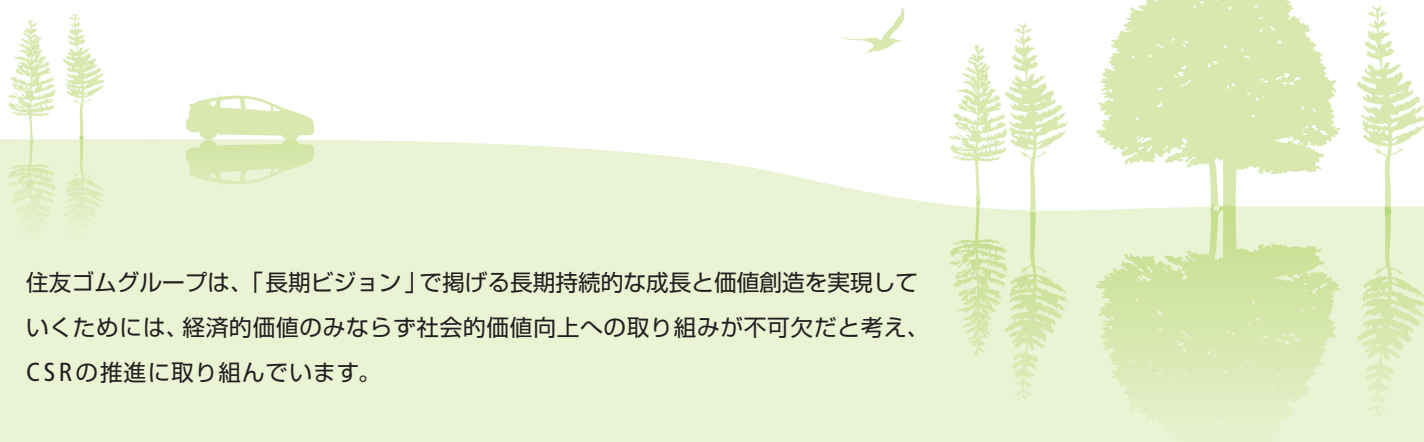 住友ゴムグループは、「長期ビジョン」で掲げる長期持続的な成長と価値創造を実現して
いくためには、経済的価値のみならず社会的価値向上への取り組みが不可欠だと考え、
CSRの推進に取り組んでいます。